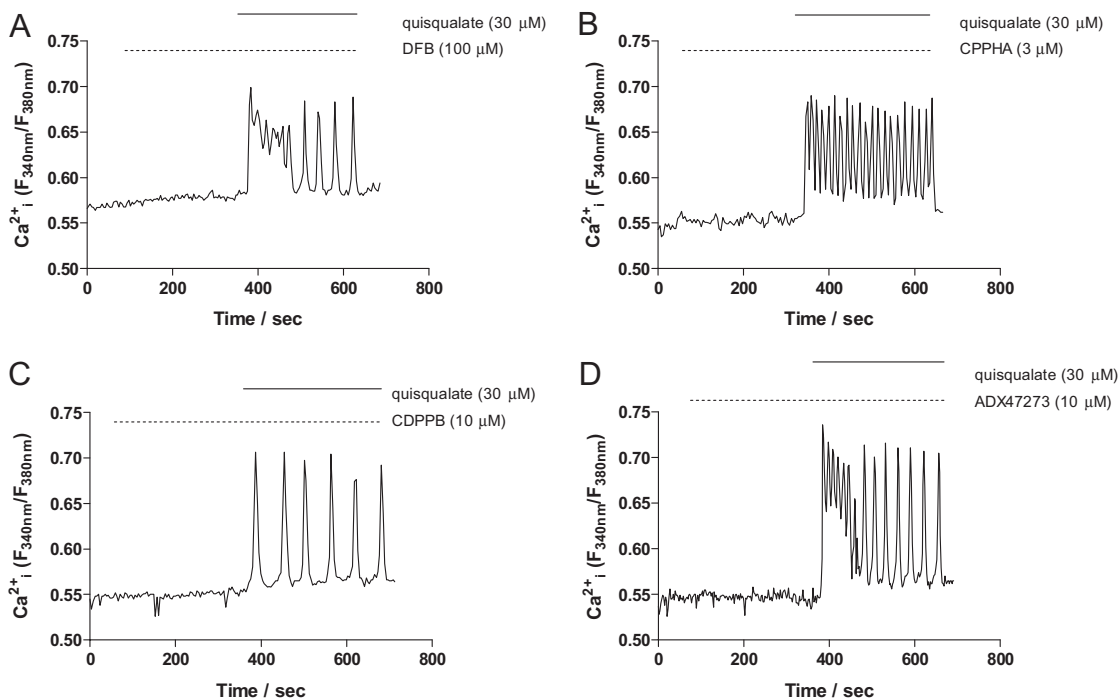 A
quisqualate (30 μM)
DFB (100 μM)
Ca²⁺ᵢ (F₃₄₀ₙₘ/F₃₈₀ₙₘ)
0.75
0.70
0.65
0.60
0.55
0.50
0 200 400 600 800
Time / sec
B
quisqualate (30 μM)
CPPHA (3 μM)
Ca²⁺ᵢ (F₃₄₀ₙₘ/F₃₈₀ₙₘ)
0.75
0.70
0.65
0.60
0.55
0.50
0 200 400 600 800
Time / sec
C
quisqualate (30 μM)
CDPPB (10 μM)
Ca²⁺ᵢ (F₃₄₀ₙₘ/F₃₈₀ₙₘ)
0.75
0.70
0.65
0.60
0.55
0.50
0 200 400 600 800
Time / sec
D
quisqualate (30 μM)
ADX47273 (10 μM)
Ca²⁺ᵢ (F₃₄₀ₙₘ/F₃₈₀ₙₘ)
0.75
0.70
0.65
0.60
0.55
0.50
0 200 400 600 800
Time / sec